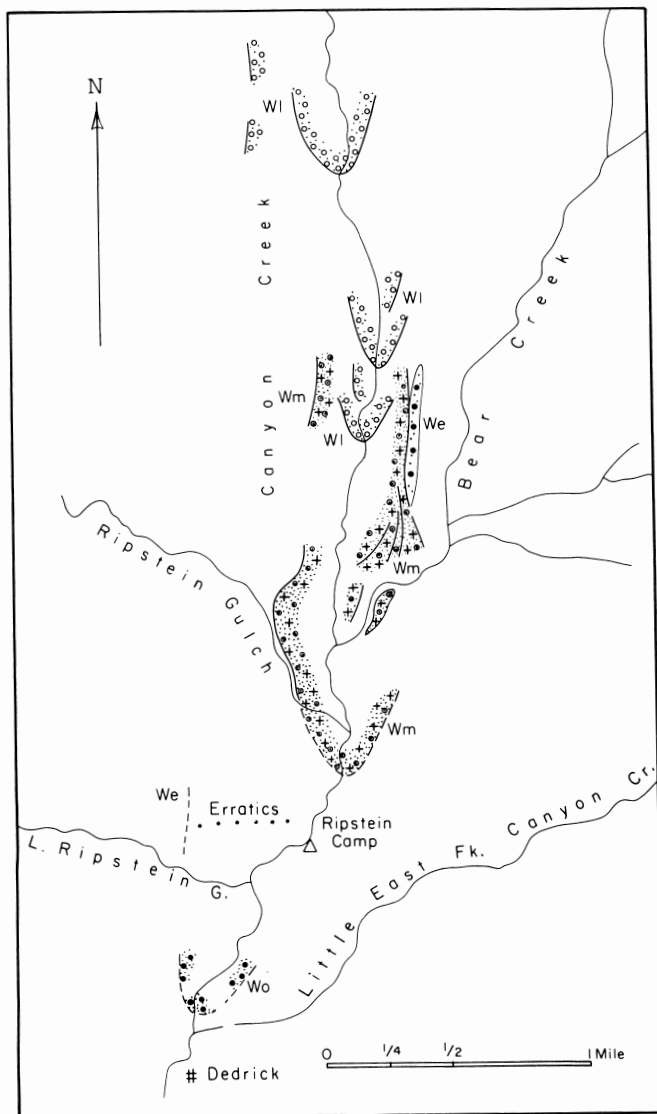 N
Wl
Canyon Creek
Bear Creek
Wl
Wm
We
Wl
Ripstein Gulch
Wm
Wm
We
Erratics
Ripstein
Camp
L. Ripstein G.
Little East Fk. Canyon Cr.
Wo
0 1/4 1/2 1 Mile
# Dedrick